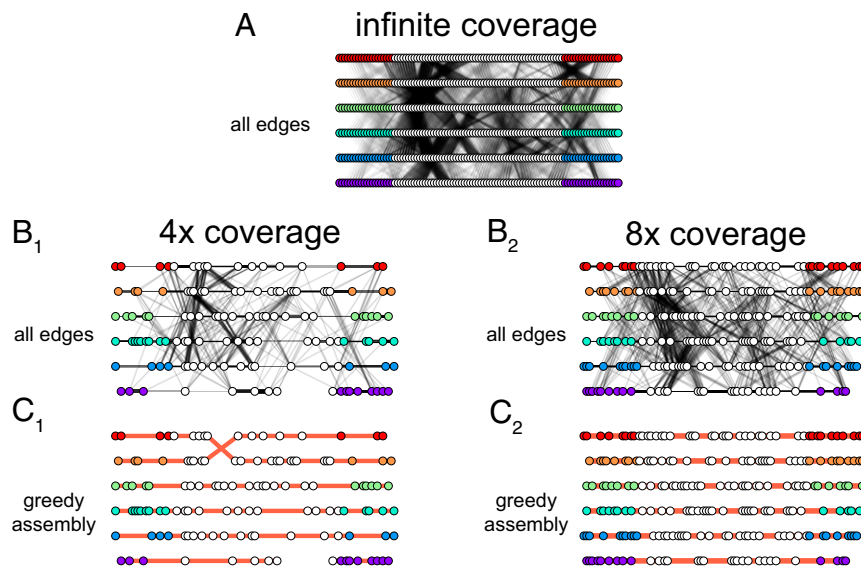 A
infinite coverage
all edges
B1
4x coverage
B2
8x coverage
all edges
all edges
C1
C2
greedy
assembly
greedy
assembly